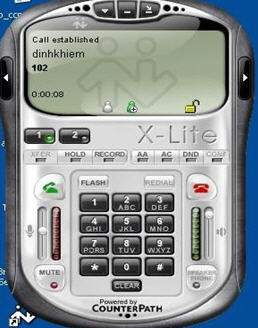 Call established
dinhkhiem
102
0:00:08
1 2
X-Lite
XFER HOLD RECORD AA AC DND CONF
FLASH REDIAL
1 2 ABC 3 DEF
4 GHI 5 JKL 6 MNO
7 PQRS 8 TUV 9 WXYZ
* 0 #
MUTE CLEAR SPEAKER PHONE
Powered by
COUNTERPATH